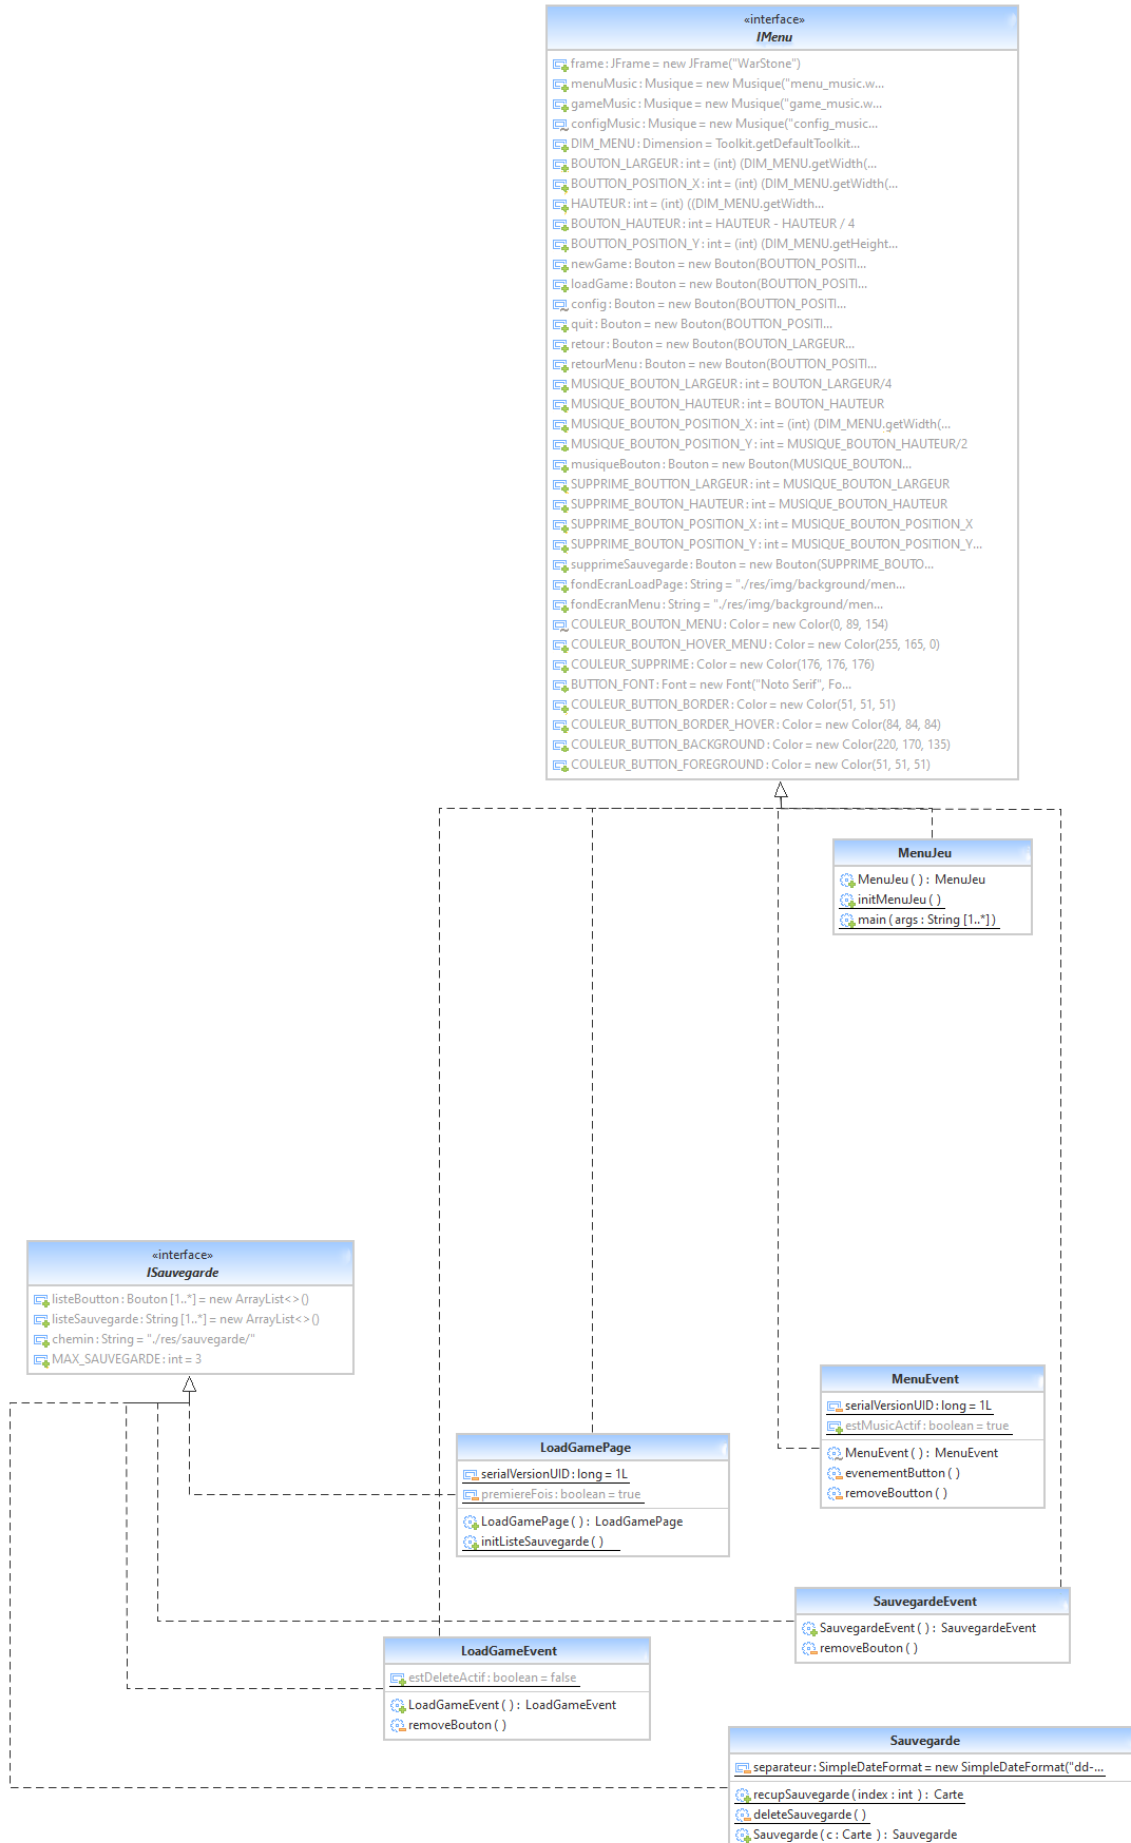 «interface»
IMenu
frame : JFrame = new JFrame("WarStone")
menuMusic : Musique = new Musique("menu_music.w...
gameMusic : Musique = new Musique("game_music.w...
configMusic : Musique = new Musique("config_music...
DIM_MENU : Dimension = Toolkit.getDefaultToolkit...
BOUTON_LARGEUR : int = (int) (DIM_MENU.getWidth(...
BOUTTON_POSITION_X : int = (int) (DIM_MENU.getWidth(...
HAUTEUR : int = (int) ((DIM_MENU.getWidth...
BOUTON_HAUTEUR : int = HAUTEUR - HAUTEUR / 4
BOUTTON_POSITION_Y : int = (int) (DIM_MENU.getHeight...
newGame : Bouton = new Bouton(BOUTTON_POSITI...
loadGame : Bouton = new Bouton(BOUTTON_POSITI...
config : Bouton = new Bouton(BOUTTON_POSITI...
quit : Bouton = new Bouton(BOUTTON_POSITI...
retour : Bouton = new Bouton(BOUTON_LARGEUR...
retourMenu : Bouton = new Bouton(BOUTTON_POSITI...
MUSIQUE_BOUTON_LARGEUR : int = BOUTON_LARGEUR/4
MUSIQUE_BOUTON_HAUTEUR : int = BOUTON_HAUTEUR
MUSIQUE_BOUTON_POSITION_X : int = (int) (DIM_MENU.getWidth(...
MUSIQUE_BOUTON_POSITION_Y : int = MUSIQUE_BOUTON_HAUTEUR/2
musiqueBouton : Bouton = new Bouton(MUSIQUE_BOUTON...
SUPPRIME_BOUTTON_LARGEUR : int = MUSIQUE_BOUTON_LARGEUR
SUPPRIME_BOUTON_HAUTEUR : int = MUSIQUE_BOUTON_HAUTEUR
SUPPRIME_BOUTON_POSITION_X : int = MUSIQUE_BOUTON_POSITION_X
SUPPRIME_BOUTON_POSITION_Y : int = MUSIQUE_BOUTON_POSITION_Y...
supprimeSauvegarde : Bouton = new Bouton(SUPPRIME_BOUTO...
fondEcranLoadPage : String = "./res/img/background/men...
fondEcranMenu : String = "./res/img/background/men...
COULEUR_BOUTON_MENU : Color = new Color(0, 89, 154)
COULEUR_BOUTON_HOVER_MENU : Color = new Color(255, 165, 0)
COULEUR_SUPPRIME : Color = new Color(176, 176, 176)
BUTTON_FONT : Font = new Font("Noto Serif", Fo...
COULEUR_BUTTON_BORDER : Color = new Color(51, 51, 51)
COULEUR_BUTTON_BORDER_HOVER : Color = new Color(84, 84, 84)
COULEUR_BUTTON_BACKGROUND : Color = new Color(220, 170, 135)
COULEUR_BUTTON_FOREGROUND : Color = new Color(51, 51, 51)
MenuJeu
MenuJeu ( ) : MenuJeu
initMenuJeu ( )
main ( args : String [1..*] )
«interface»
ISauvegarde
listeBoutton : Bouton [1..*] = new ArrayList<>()
listeSauvegarde : String [1..*] = new ArrayList<>()
chemin : String = "./res/sauvegarde/"
MAX_SAUVEGARDE : int = 3
MenuEvent
serialVersionUID : long = 1L
estMusicActif : boolean = true
MenuEvent ( ) : MenuEvent
evenementButton ( )
removeBoutton ( )
LoadGamePage
serialVersionUID : long = 1L
premiereFois : boolean = true
LoadGamePage ( ) : LoadGamePage
initListeSauvegarde ( )
SauvegardeEvent
SauvegardeEvent ( ) : SauvegardeEvent
removeBouton ( )
LoadGameEvent
estDeleteActif : boolean = false
LoadGameEvent ( ) : LoadGameEvent
removeBouton ( )
Sauvegarde
separateur : SimpleDateFormat = new SimpleDateFormat("dd-...
recupSauvegarde ( index : int ) : Carte
deleteSauvegarde ( )
Sauvegarde ( c : Carte ) : Sauvegarde